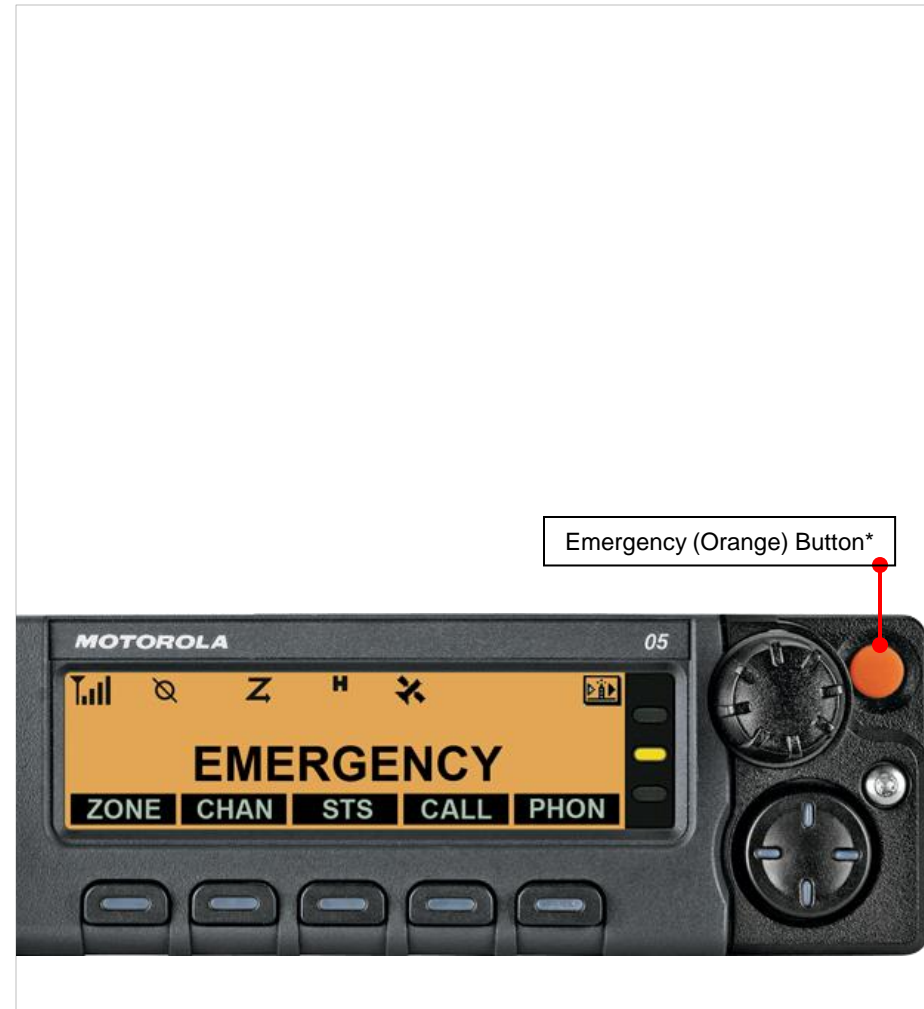 Emergency (Orange) Button*
MOTOROLA 05
H
EMERGENCY
ZONE CHAN STS CALL PHON